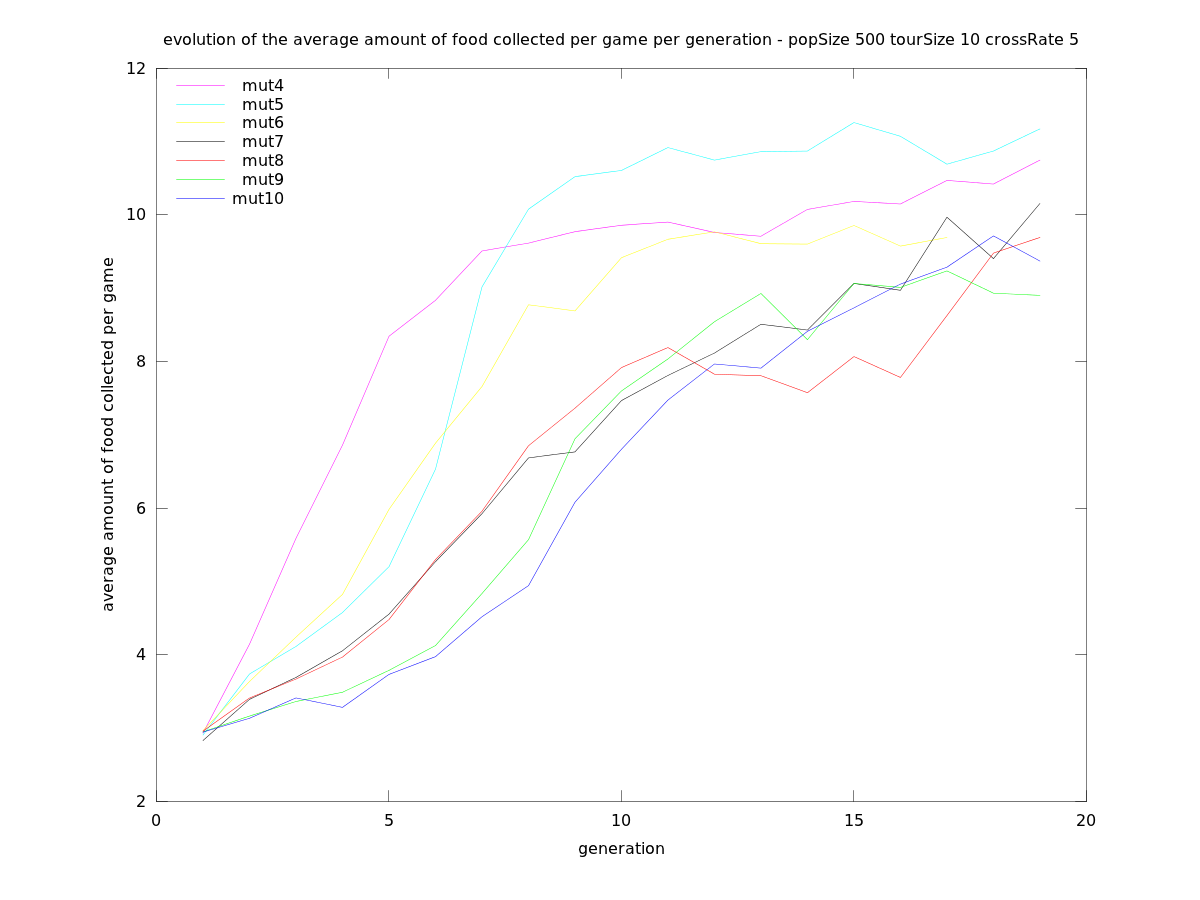 evolution of the average amount of food collected per game per generation - popSize 500 tourSize 10 crossRate 5
12
10
8
6
4
2
mut4
mut5
mut6
mut7
mut8
mut9
mut10
average amount of food collected per game
0
5
10
15
20
generation